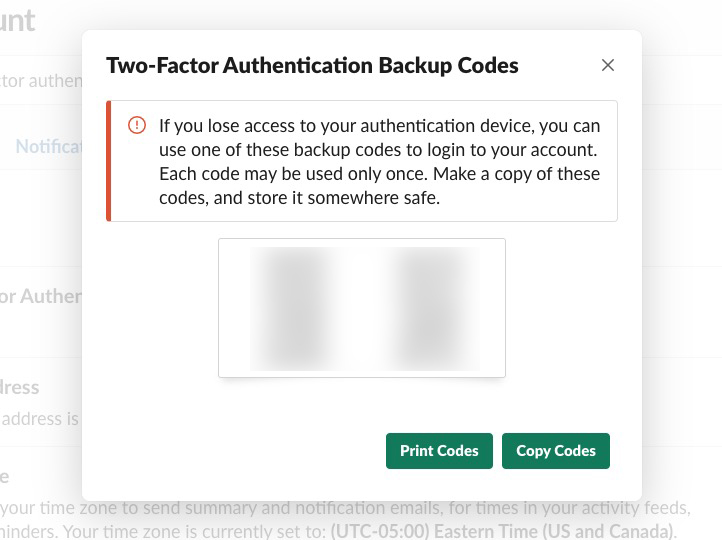 unt
Two-Factor Authentication Backup Codes
ctor authen
If you lose access to your authentication device, you can
use one of these backup codes to login to your account.
Each code may be used only once. Make a copy of these
codes, and store it somewhere safe.
Notificat
or Auther
dress
address is
Print Codes
Copy Codes
e
your time zone to send summary and notification emails, for times in your activity feeds,
ninders. Your time zone is currently set to: (UTC-05:00) Eastern Time (US and Canada).